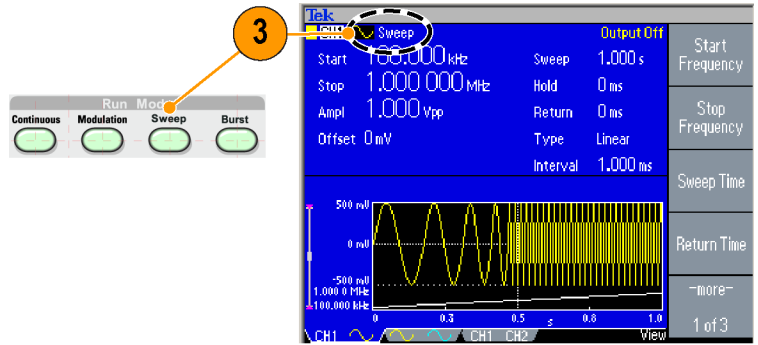 3
Run Mode
Continuous Modulation Sweep Burst
Tek
CH1 Sweep Output Off
Start 100.000 kHz Sweep 1.000 s
Stop 1.000 000 MHz Hold 0 ms
Ampl 1.000 Vpp Return 0 ms
Offset 0 mV Type Linear
Interval 1.000 ms
Start
Frequency
Stop
Frequency
Sweep Time
Return Time
-more-
1 of 3
500 mV
0 mV
-500 mV
1.000 0 MHz
100.000 kHz
0 0.3 0.5 s 0.8 1.0
CH1 CH1 CH2 View